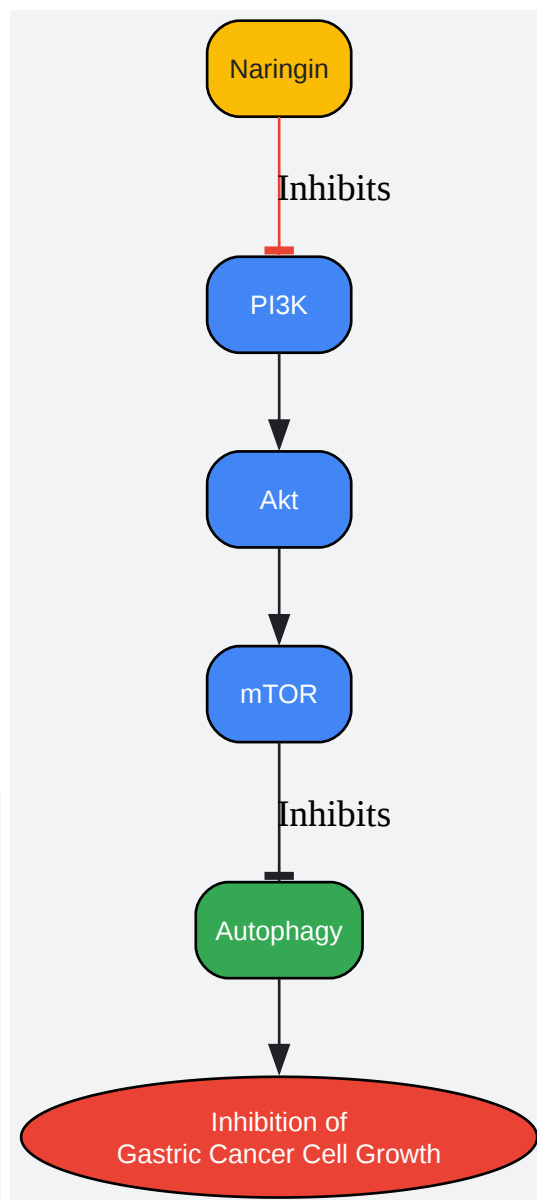 Naringin
Inhibits
PI3K
Akt
mTOR
Inhibits
Autophagy
Inhibition of
Gastric Cancer Cell Growth